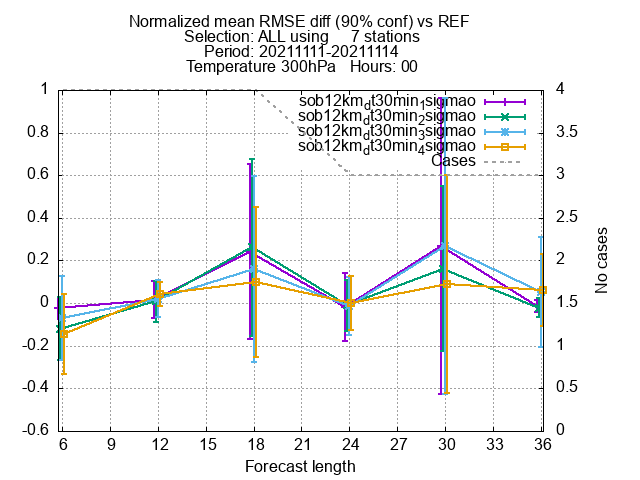 Normalized mean RMSE diff (90% conf) vs REF
Selection: ALL using     7 stations
Period: 20211111-20211114
Temperature 300hPa   Hours: 00
sob12km_dt30min_1sigmao
sob12km_dt30min_2sigmao
sob12km_dt30min_3sigmao
sob12km_dt30min_4sigmao
Cases
1
0.8
0.6
0.4
0.2
0
-0.2
-0.4
-0.6
4
3.5
3
2.5
2
1.5
1
0.5
0
No cases
6 9 12 15 18 21 24 27 30 33 36
Forecast length